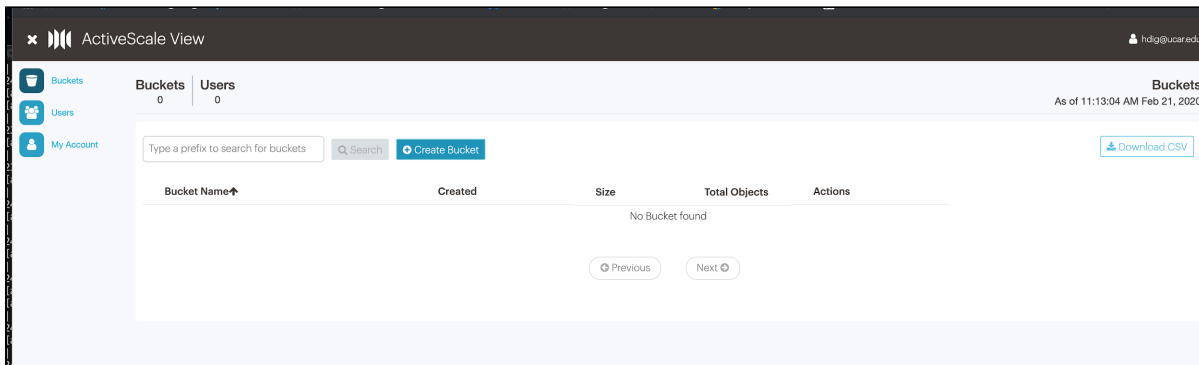 ActiveScale View
hdig@ucar.edu
Buckets
Users
My Account
Buckets Users
0 0
Buckets
As of 11:13:04 AM Feb 21, 2020
Type a prefix to search for buckets Search Create Bucket Download CSV
Bucket Name Created Size Total Objects Actions
No Bucket found
Previous Next